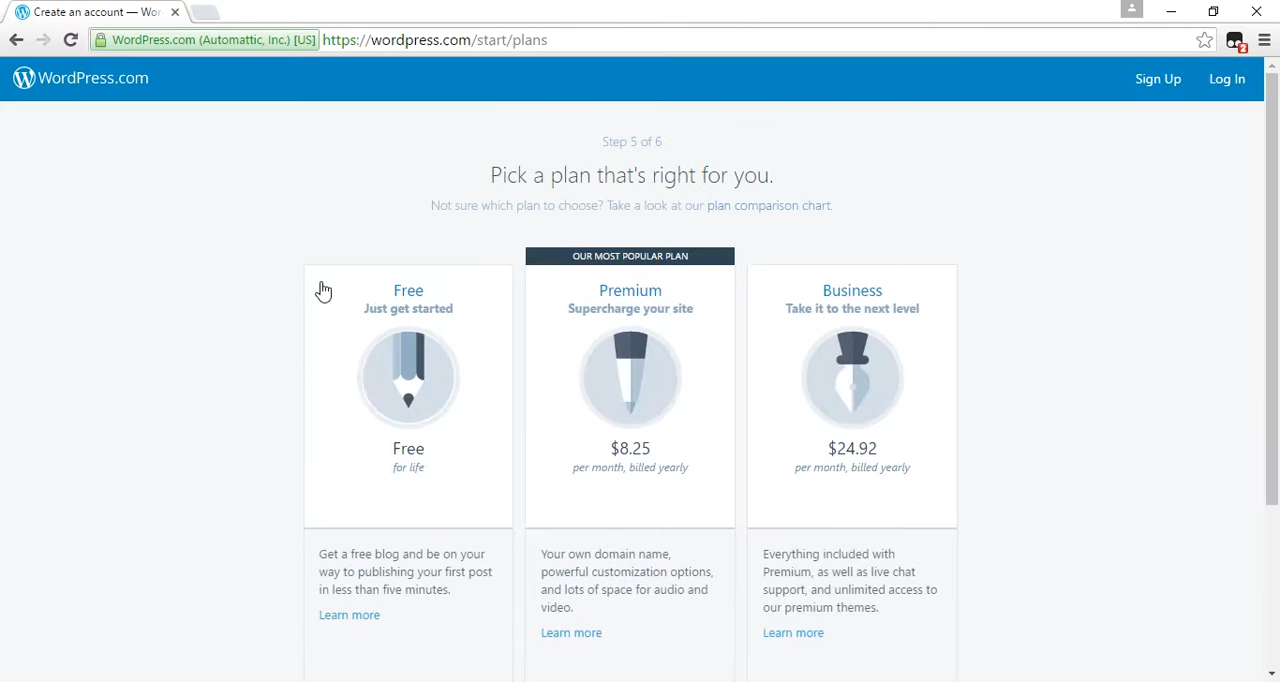 Create an account — Wor
WordPress.com (Automattic, Inc.) [US] https://wordpress.com/start/plans
2
WordPress.com
Sign Up
Log In
Step 5 of 6
Pick a plan that's right for you.
Not sure which plan to choose? Take a look at our plan comparison chart.
Free
Just get started
Free
for life
Get a free blog and be on your
way to publishing your first post
in less than five minutes.
Learn more
OUR MOST POPULAR PLAN
Premium
Supercharge your site
$8.25
per month, billed yearly
Your own domain name,
powerful customization options,
and lots of space for audio and
video.
Learn more
Business
Take it to the next level
$24.92
per month, billed yearly
Everything included with
Premium, as well as live chat
support, and unlimited access to
our premium themes.
Learn more